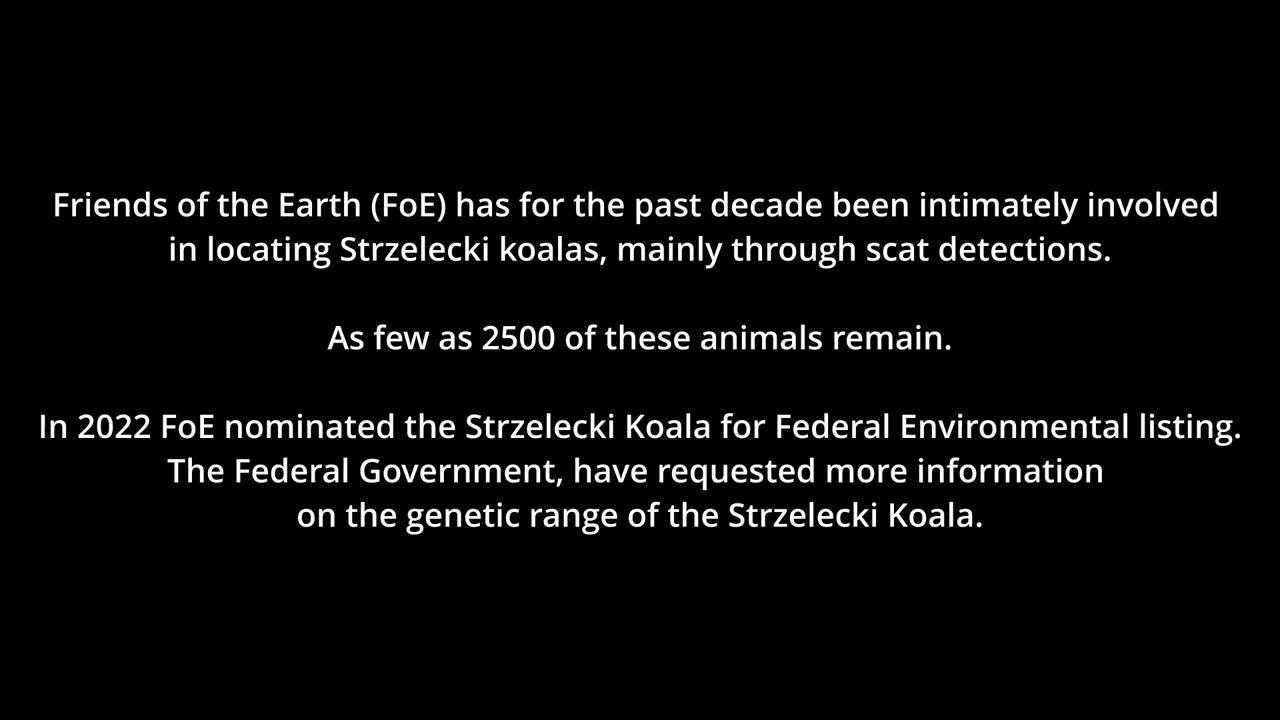 Friends of the Earth (FoE) has for the past decade been intimately involved
in locating Strzelecki koalas, mainly through scat detections.
As few as 2500 of these animals remain.
In 2022 FoE nominated the Strzelecki Koala for Federal Environmental listing.
The Federal Government, have requested more information
on the genetic range of the Strzelecki Koala.